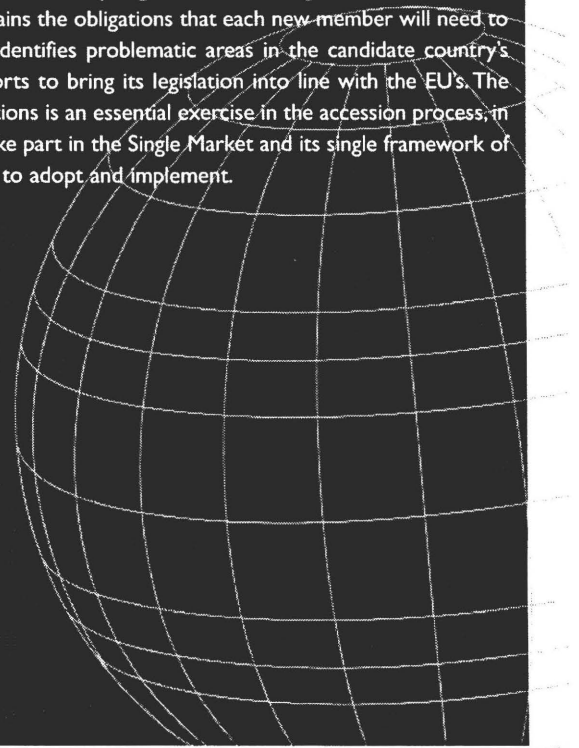 ains the obligations that each new member will need to
dentifies problematic areas in the candidate country's
orts to bring its legislation into line with the EU's. The
tions is an essential exercise in the accession process, in
ke part in the Single Market and its single framework of
to adopt and implement.